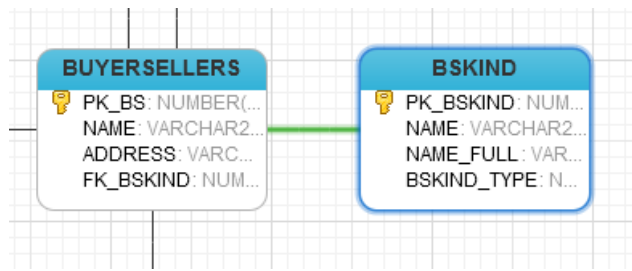 BUYERSELLERS
PK_BS: NUMBER(...
NAME: VARCHAR2...
ADDRESS: VARC...
FK_BSKIND: NUM...
BSKIND
PK_BSKIND: NUM...
NAME: VARCHAR2...
NAME_FULL: VAR...
BSKIND_TYPE: N...